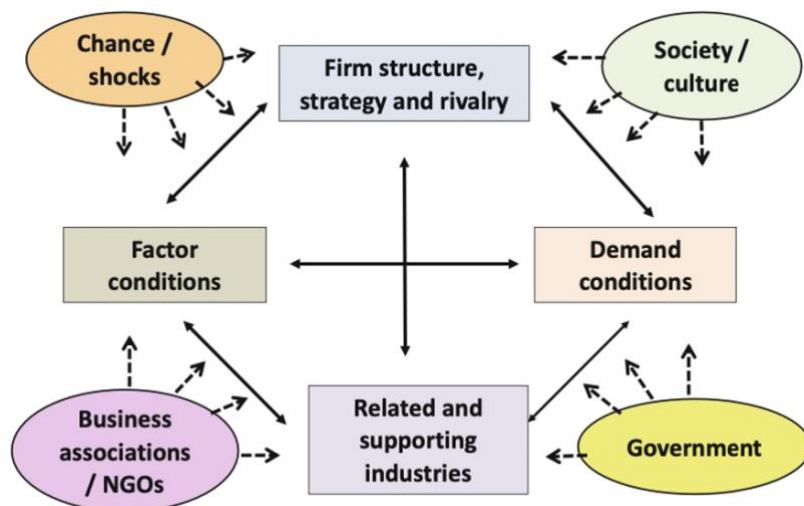 Chance /
shocks
Firm structure,
strategy and rivalry
Society /
culture
Factor
conditions
Demand
conditions
Business
associations
/ NGOs
Related and
supporting
industries
Government